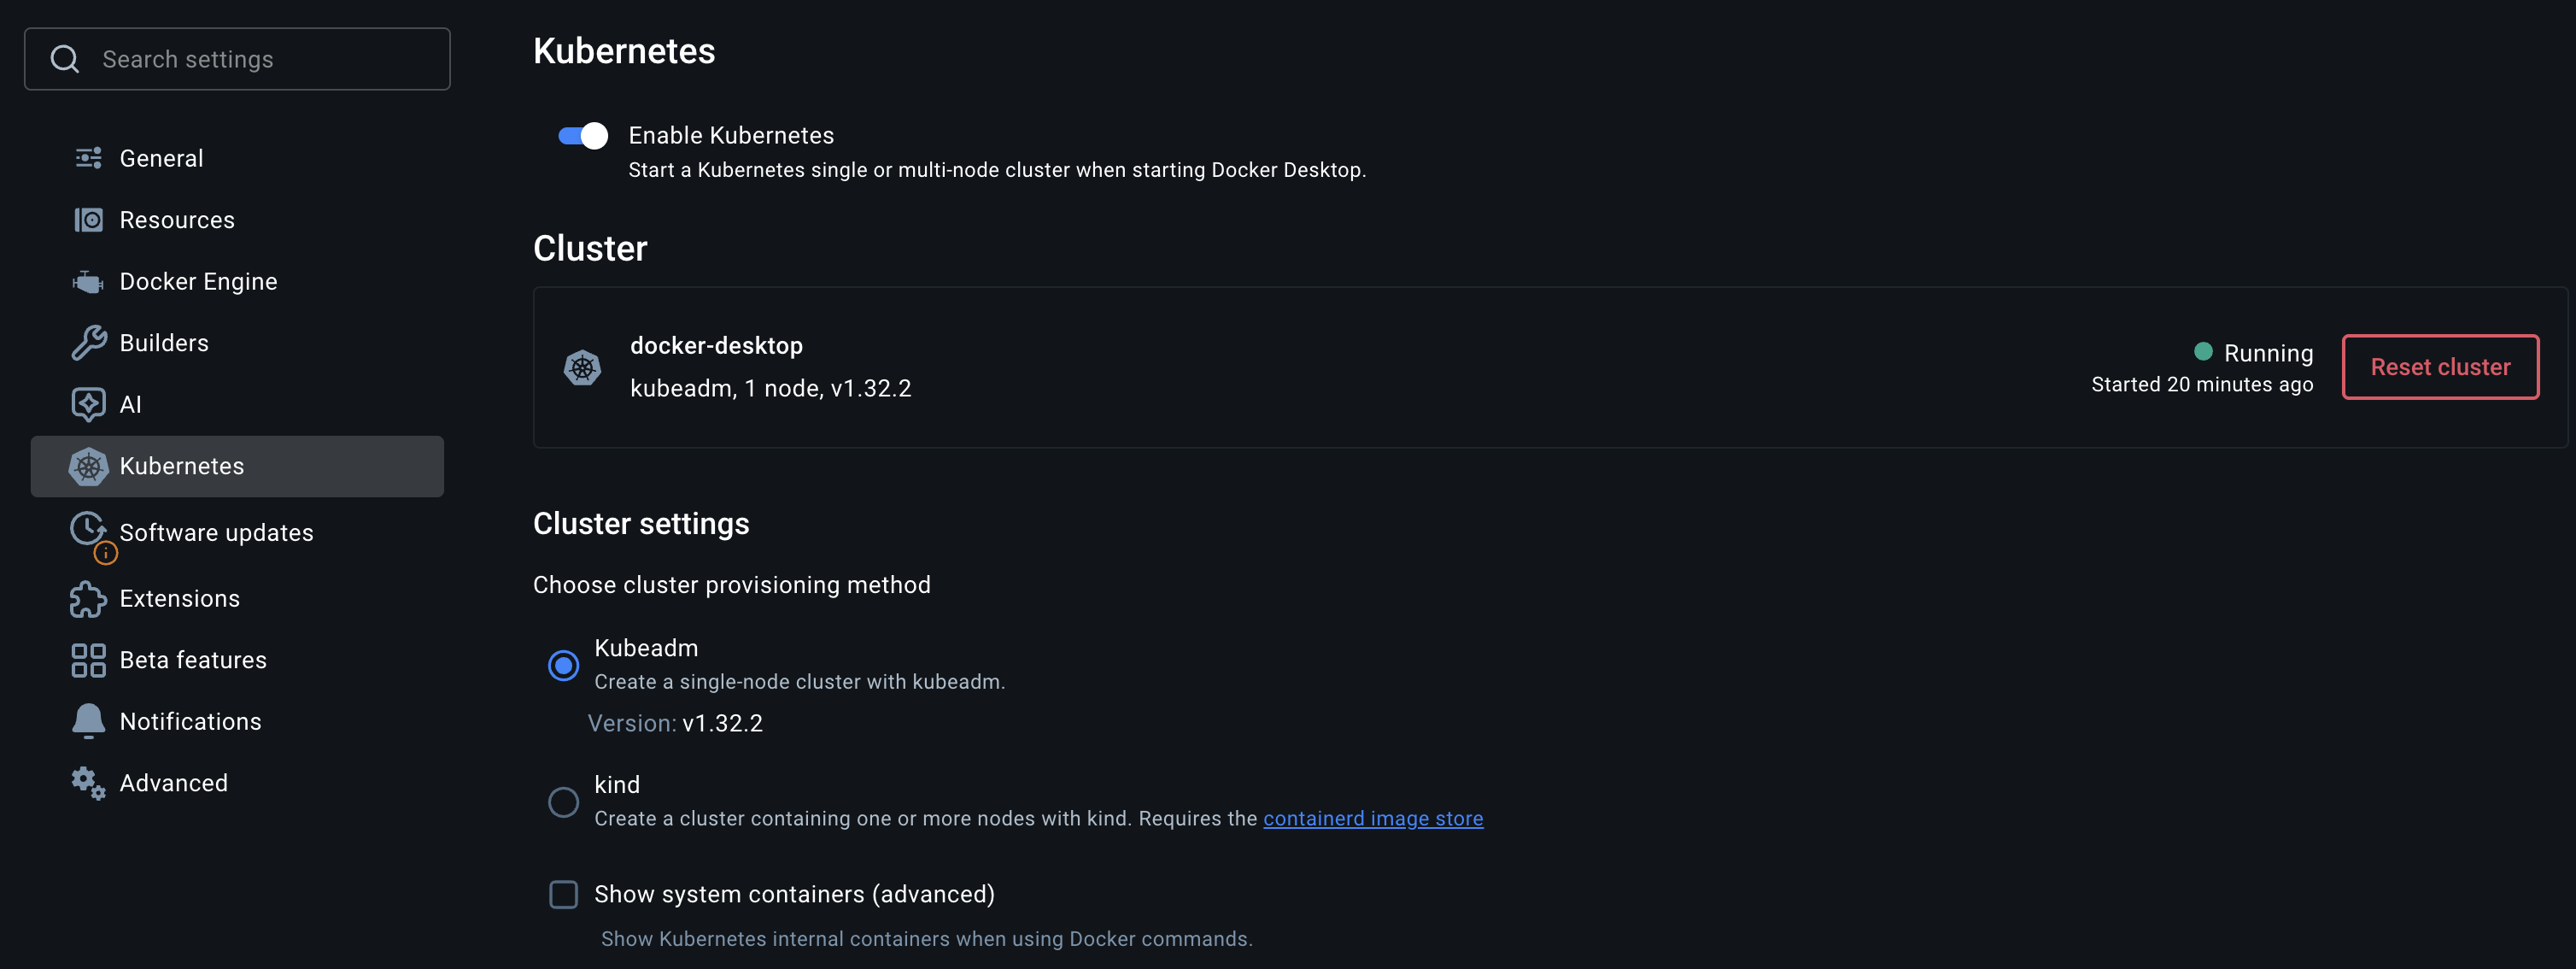 Search settings
General
Resources
Docker Engine
Builders
AI
Kubernetes
Software updates
Extensions
Beta features
Notifications
Advanced
Kubernetes
Enable Kubernetes
Start a Kubernetes single or multi-node cluster when starting Docker Desktop.
Cluster
docker-desktop
kubeadm, 1 node, v1.32.2
Running
Started 20 minutes ago
Reset cluster
Cluster settings
Choose cluster provisioning method
Kubeadm
Create a single-node cluster with kubeadm.
Version: v1.32.2
kind
Create a cluster containing one or more nodes with kind. Requires the containerd image store
Show system containers (advanced)
Show Kubernetes internal containers when using Docker commands.